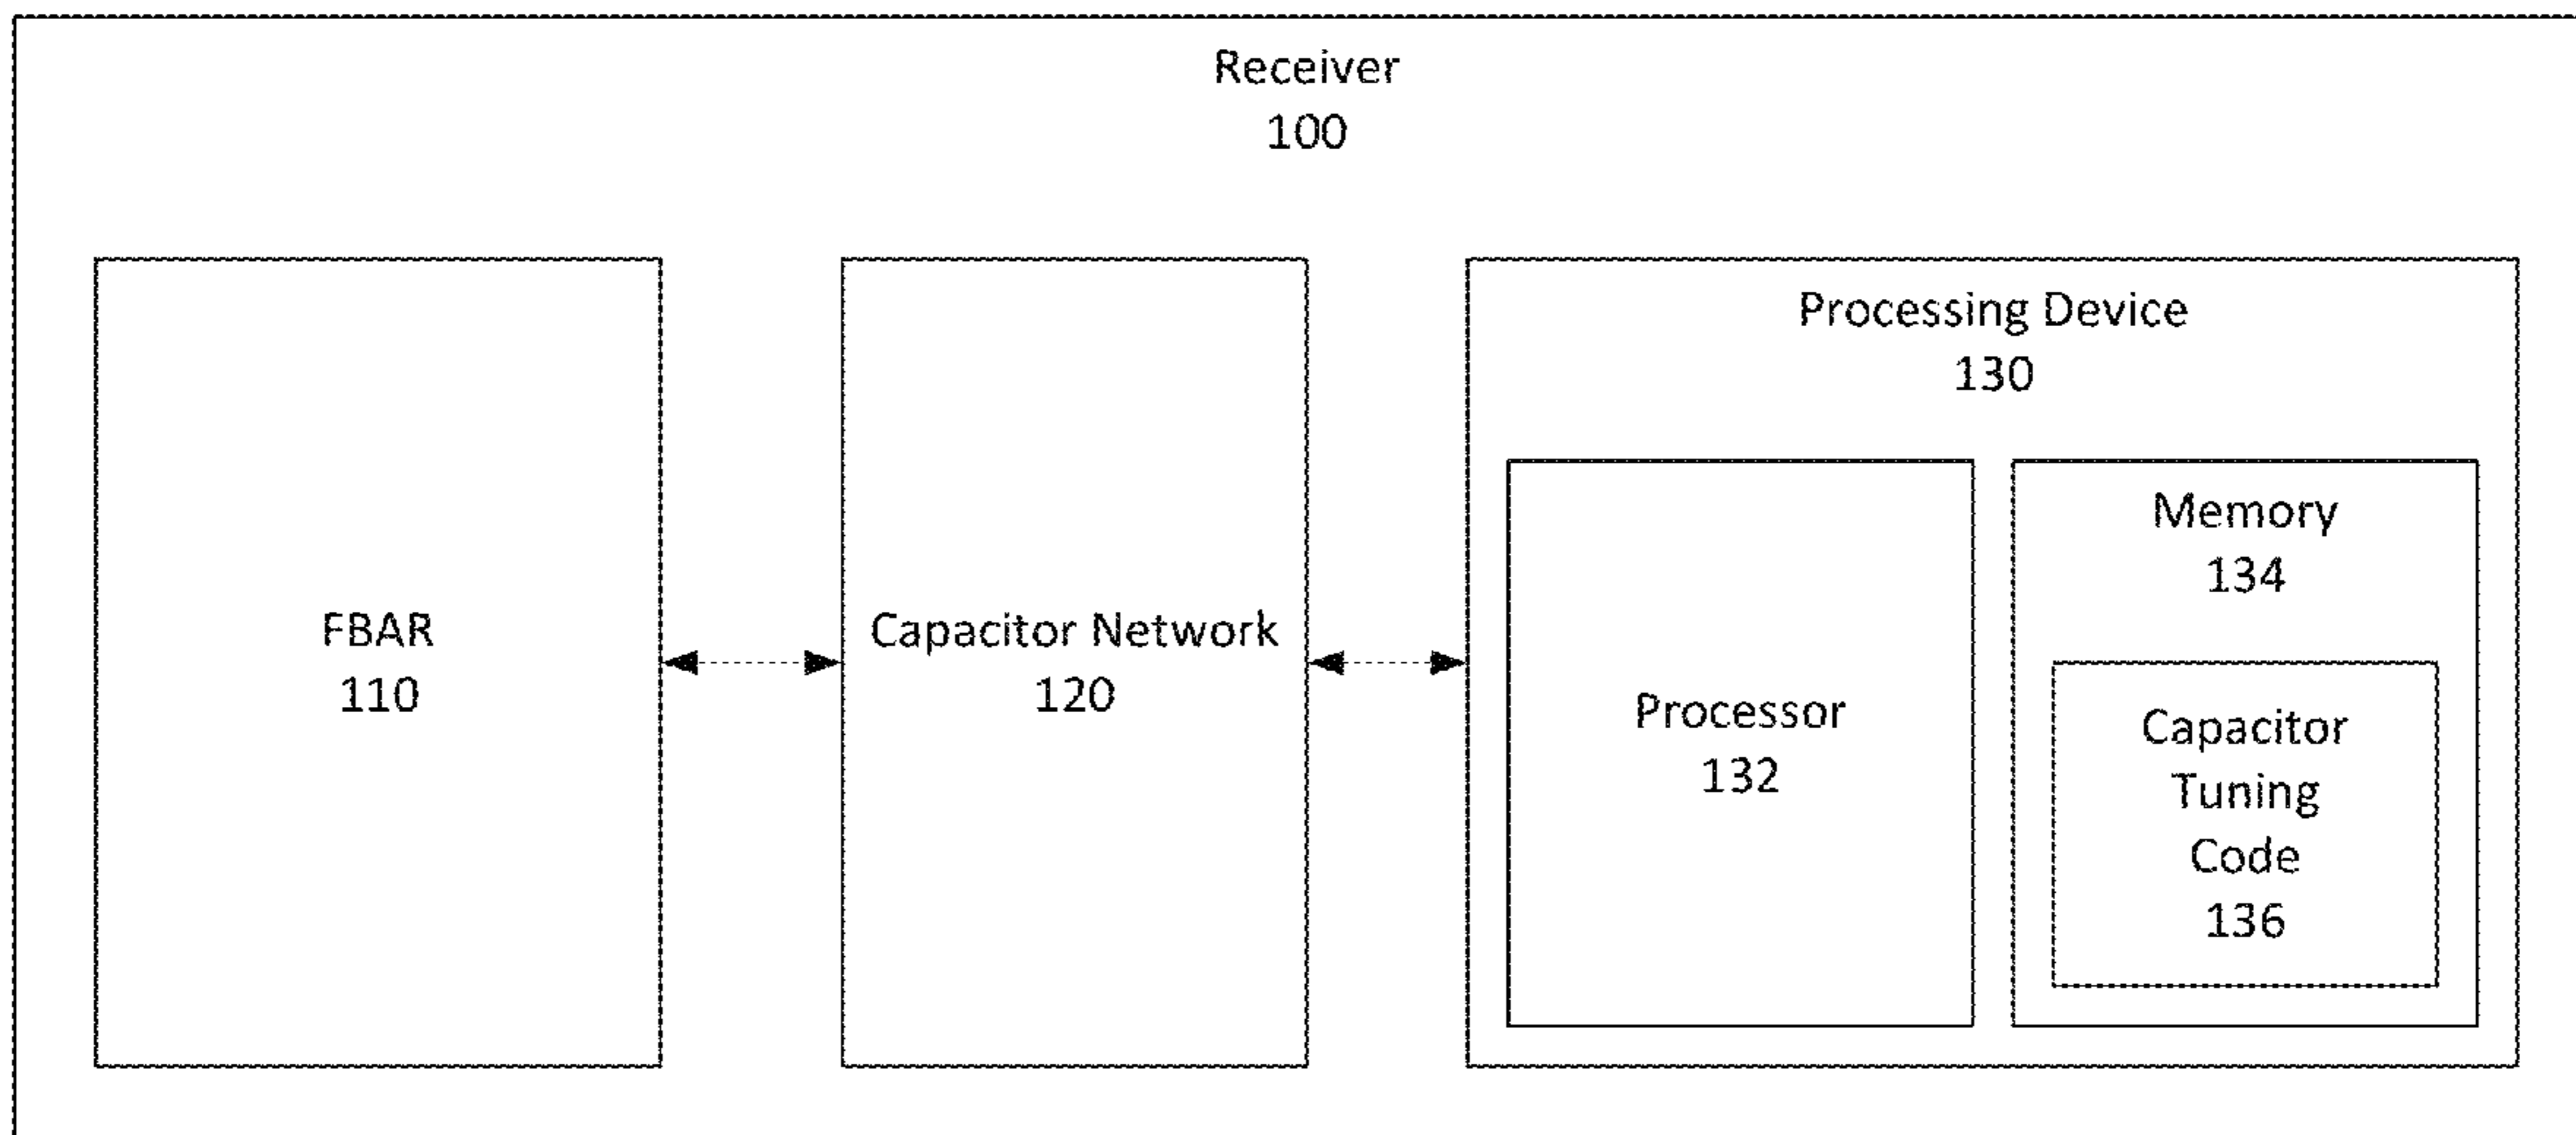 Receiver
100
FBAR
110
Capacitor Network
120
Processing Device
130
Processor
132
Memory
134
Capacitor
Tuning
Code
136